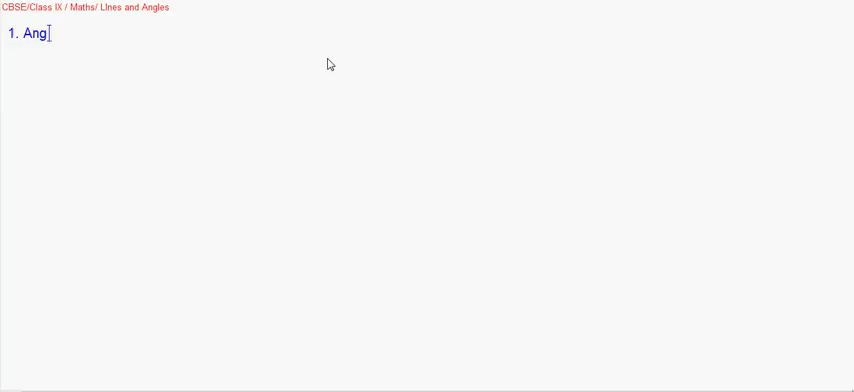 CBSE/Class IX / Maths/ LInes and Angles
1. Ang